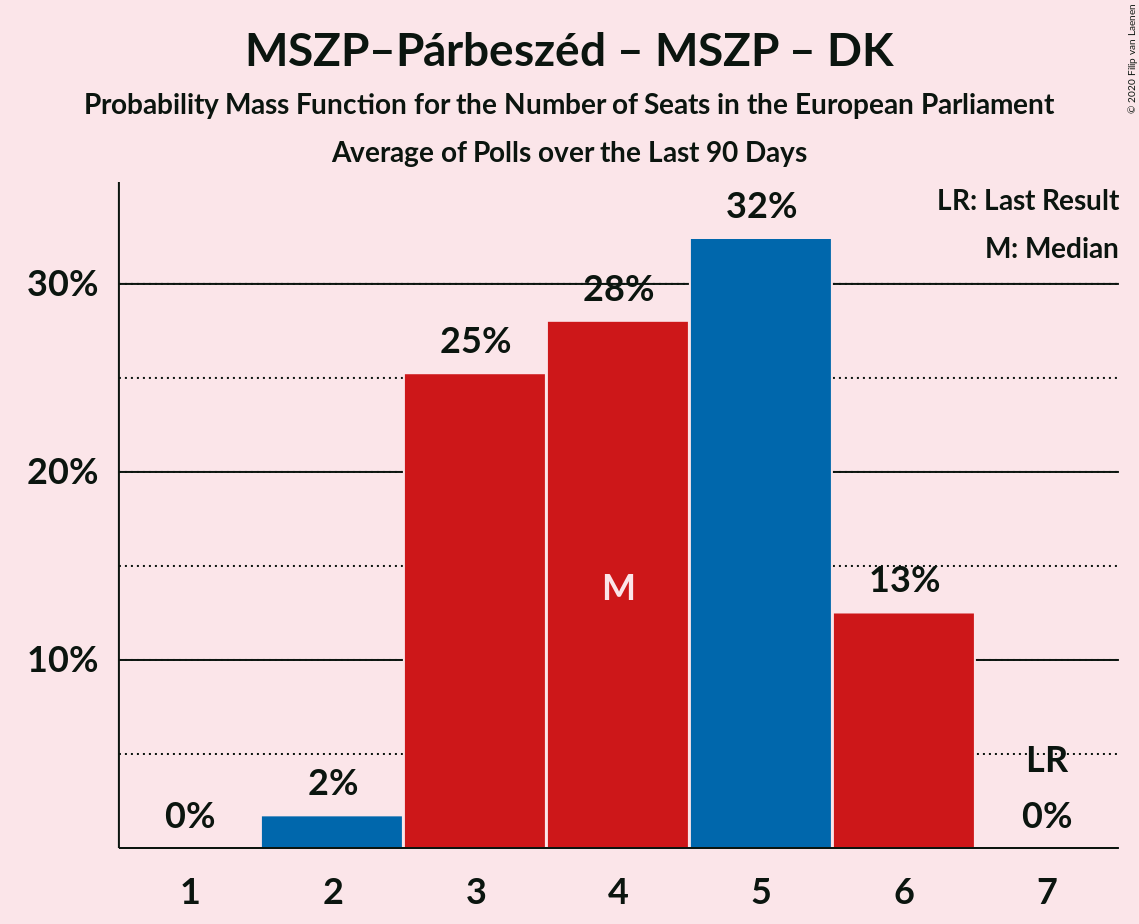 MSZP–Párbeszéd – MSZP – DK
Probability Mass Function for the Number of Seats in the European Parliament
Average of Polls over the Last 90 Days
© 2020 Filip van Laenen
LR: Last Result
M: Median
32%
30%
28%
25%
20%
13%
M
10%
LR
2%
0%
0%
1 2 3 4 5 6 7